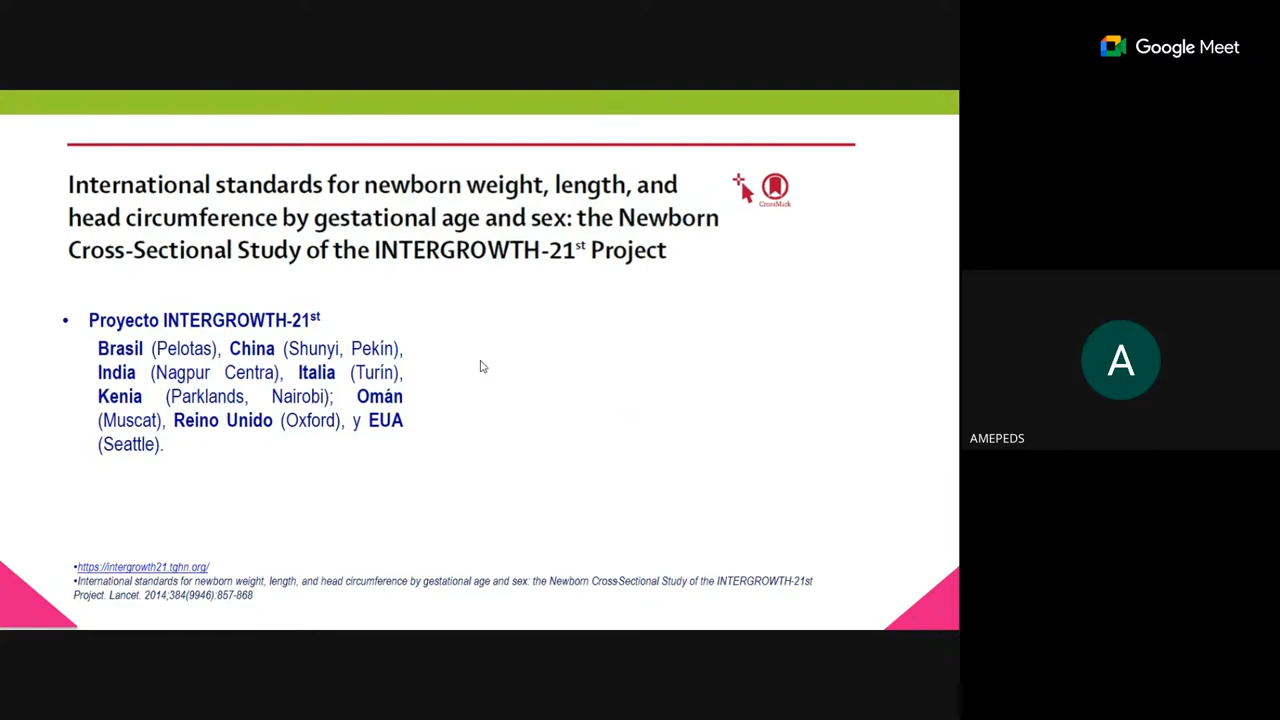 Google Meet
International standards for newborn weight, length, and
head circumference by gestational age and sex: the Newborn
Cross-Sectional Study of the INTERGROWTH-21st Project
CrossMark
• Proyecto INTERGROWTH-21st
Brasil (Pelotas), China (Shunyi, Pekín),
India (Nagpur Centra), Italia (Turín),
Kenia (Parklands, Nairobi); Omán
(Muscat), Reino Unido (Oxford), y EUA
(Seattle).
A
AMEPEDS
•https://intergrowth21.tghn.org/
•International standards for newborn weight, length, and head circumference by gestational age and sex: the Newborn CrossSectional Study of the INTERGROWTH-21st
Project. Lancet. 2014;384(9946):857-868